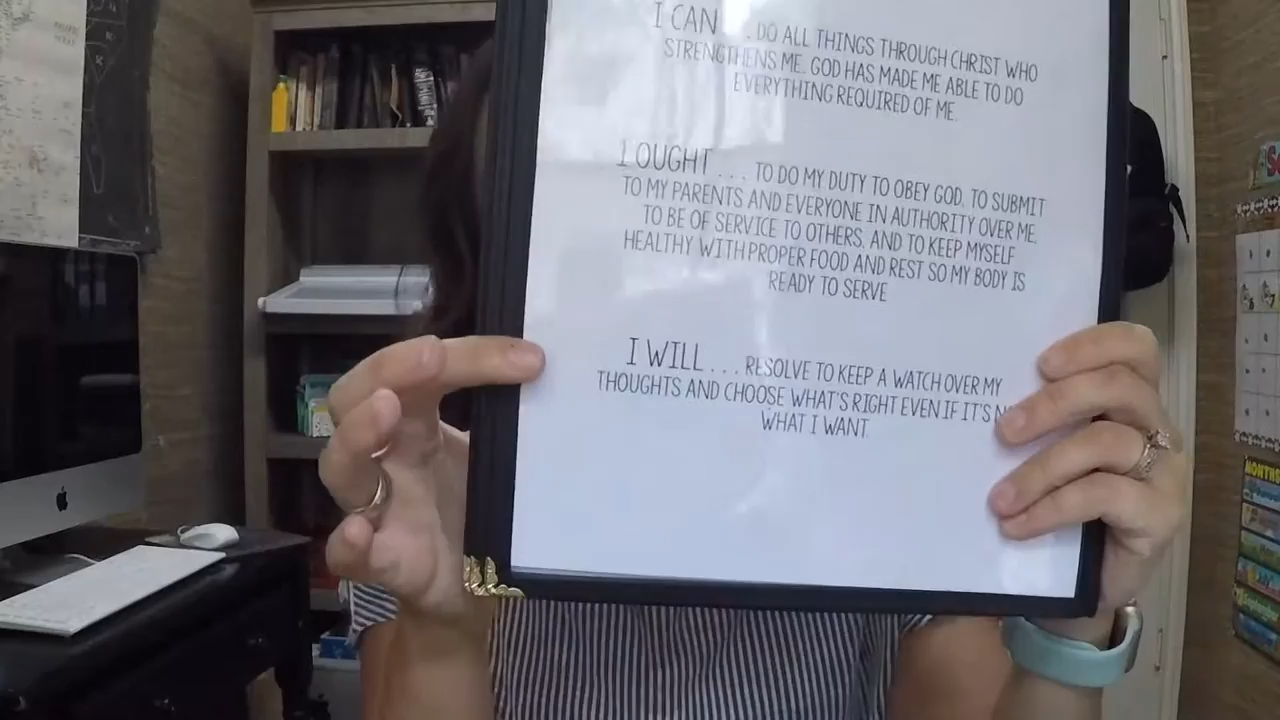 I CAN . . . DO ALL THINGS THROUGH CHRIST WHO
STRENGTHENS ME. GOD HAS MADE ME ABLE TO DO
EVERYTHING REQUIRED OF ME.
I OUGHT . . . TO DO MY DUTY TO OBEY GOD, TO SUBMIT
TO MY PARENTS AND EVERYONE IN AUTHORITY OVER ME,
TO BE OF SERVICE TO OTHERS, AND TO KEEP MYSELF
HEALTHY WITH PROPER FOOD AND REST SO MY BODY IS
READY TO SERVE
I WILL . . . RESOLVE TO KEEP A WATCH OVER MY
THOUGHTS AND CHOOSE WHAT'S RIGHT EVEN IF IT'S
WHAT I WANT.
MONTHS